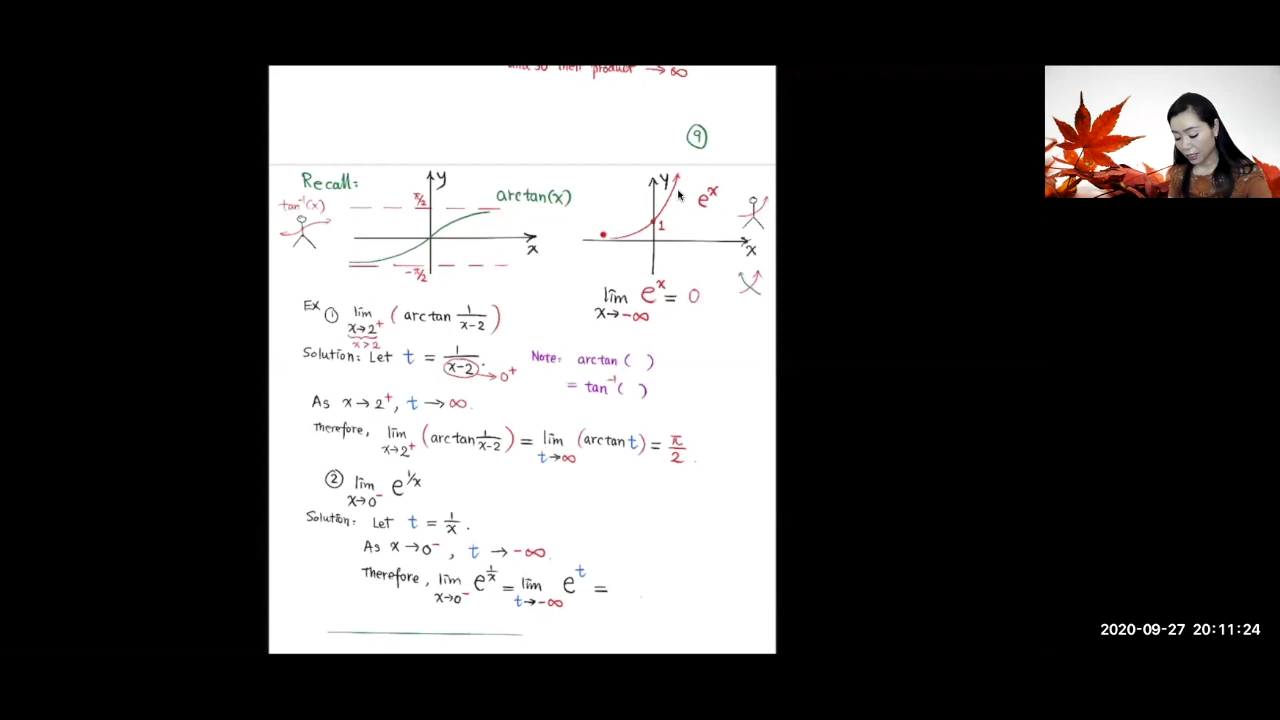 and so their product → ∞
9
Recall:
tan⁻¹(x)
y
π/2
-π/2
x
arctan(x)
y
1
x
eˣ
lim eˣ = 0
x→-∞
Ex ① lim (arctan 1/(x-2))
x→2⁺
x>2
Solution: Let t = 1/(x-2). → 0⁺
Note: arctan ( )
= tan⁻¹( )
As x→2⁺, t → ∞.
Therefore, lim (arctan 1/(x-2)) = lim (arctan t) = π/2.
x→2⁺ t→∞
② lim e^(1/x)
x→0⁻
Solution: Let t = 1/x.
As x→0⁻, t → -∞.
Therefore, lim e^(1/x) = lim e^t =
x→0⁻ t→-∞
2020-09-27 20:11:24